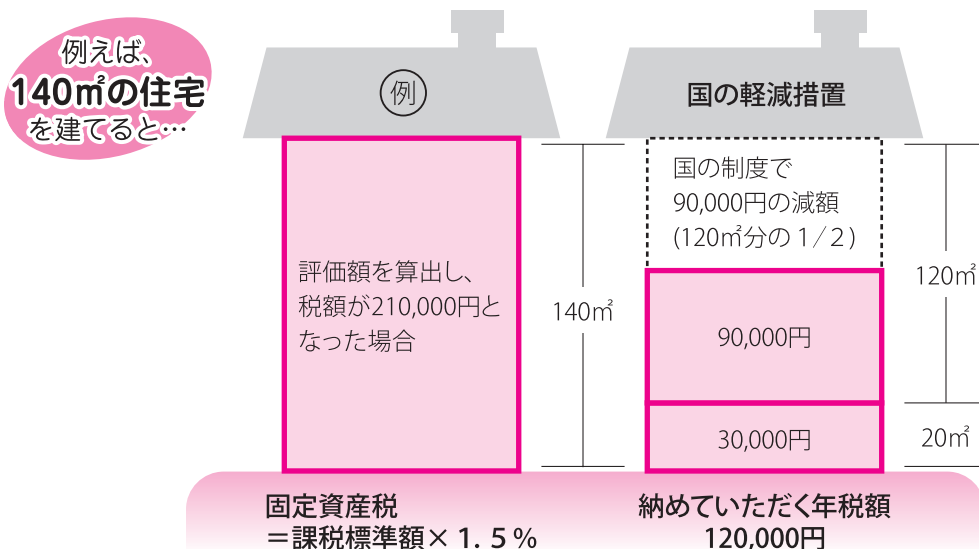 例えば、
140㎡の住宅
を建てると…
例
評価額を算出し、
税額が210,000円と
なった場合
140㎡
国の軽減措置
国の制度で
90,000円の減額
(120㎡分の 1／2 )
90,000円
30,000円
120㎡
20㎡
固定資産税
＝課税標準額× 1. 5 %
納めていただく年税額
120,000円